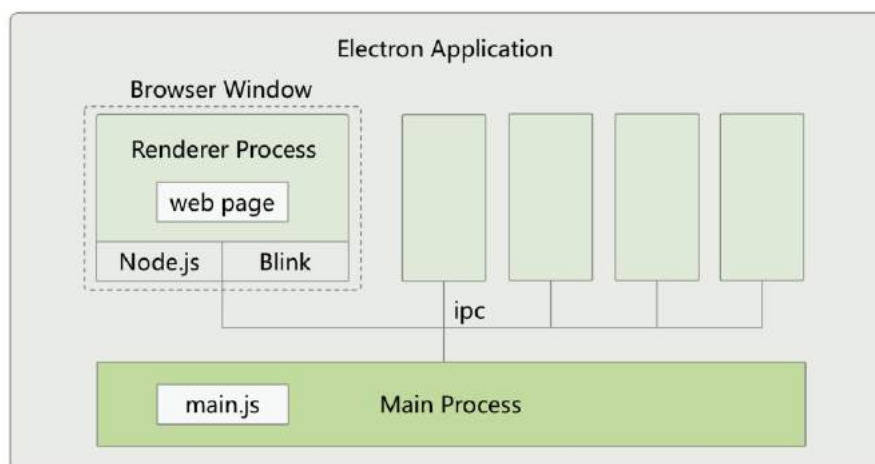 Electron Application
Browser Window
Renderer Process
web page
Node.js Blink
ipc
main.js Main Process